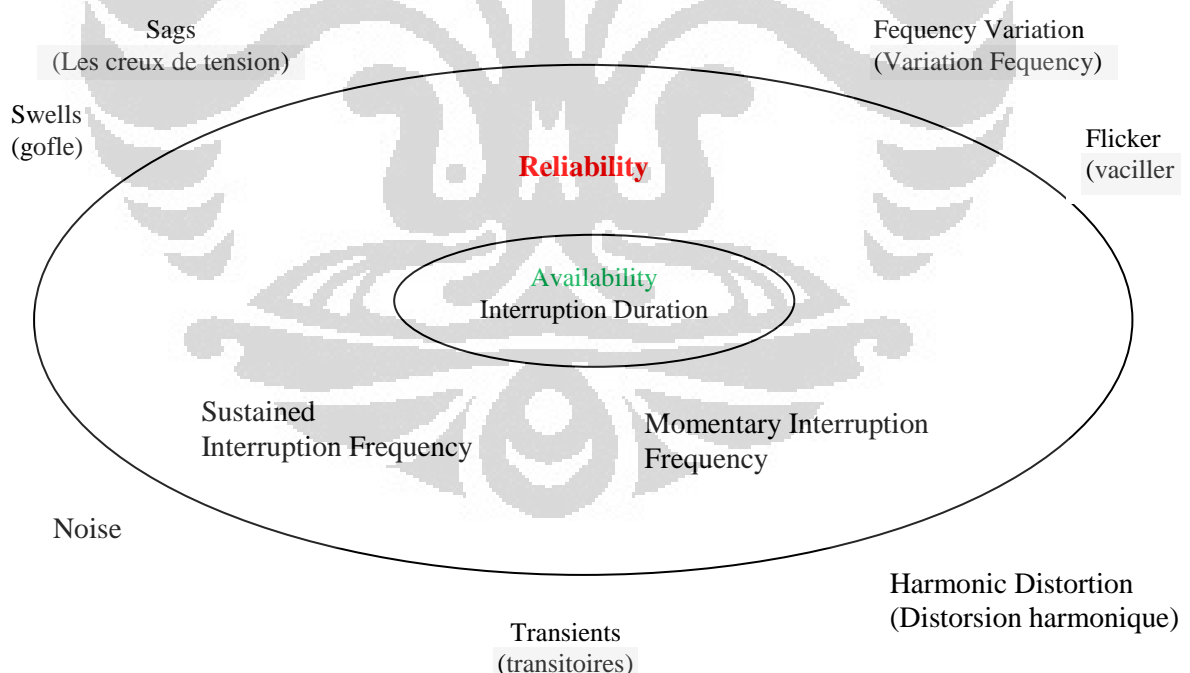 Sags
(Les creux de tension)
Fequency Variation
(Variation Fequency)
Swells
(gofle)
Flicker
(vaciller
Reliability
Availability
Interruption Duration
Sustained
Interruption Frequency
Momentary Interruption
Frequency
Noise
Harmonic Distortion
(Distorsion harmonique)
Transients
(transitoires)